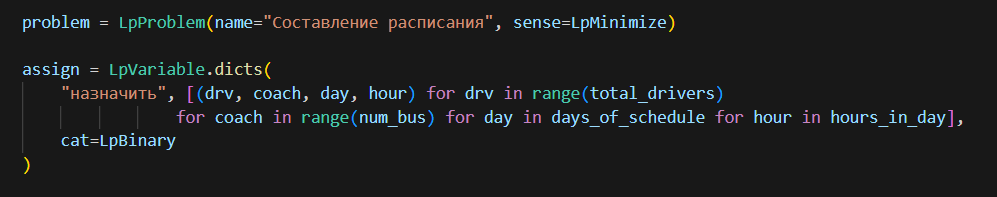 problem = LpProblem(name="Составление расписания", sense=LpMinimize)
assign = LpVariable.dicts(
"назначить", [(drv, coach, day, hour) for drv in range(total_drivers)
for coach in range(num_bus) for day in days_of_schedule for hour in hours_in_day],
cat=LpBinary
)